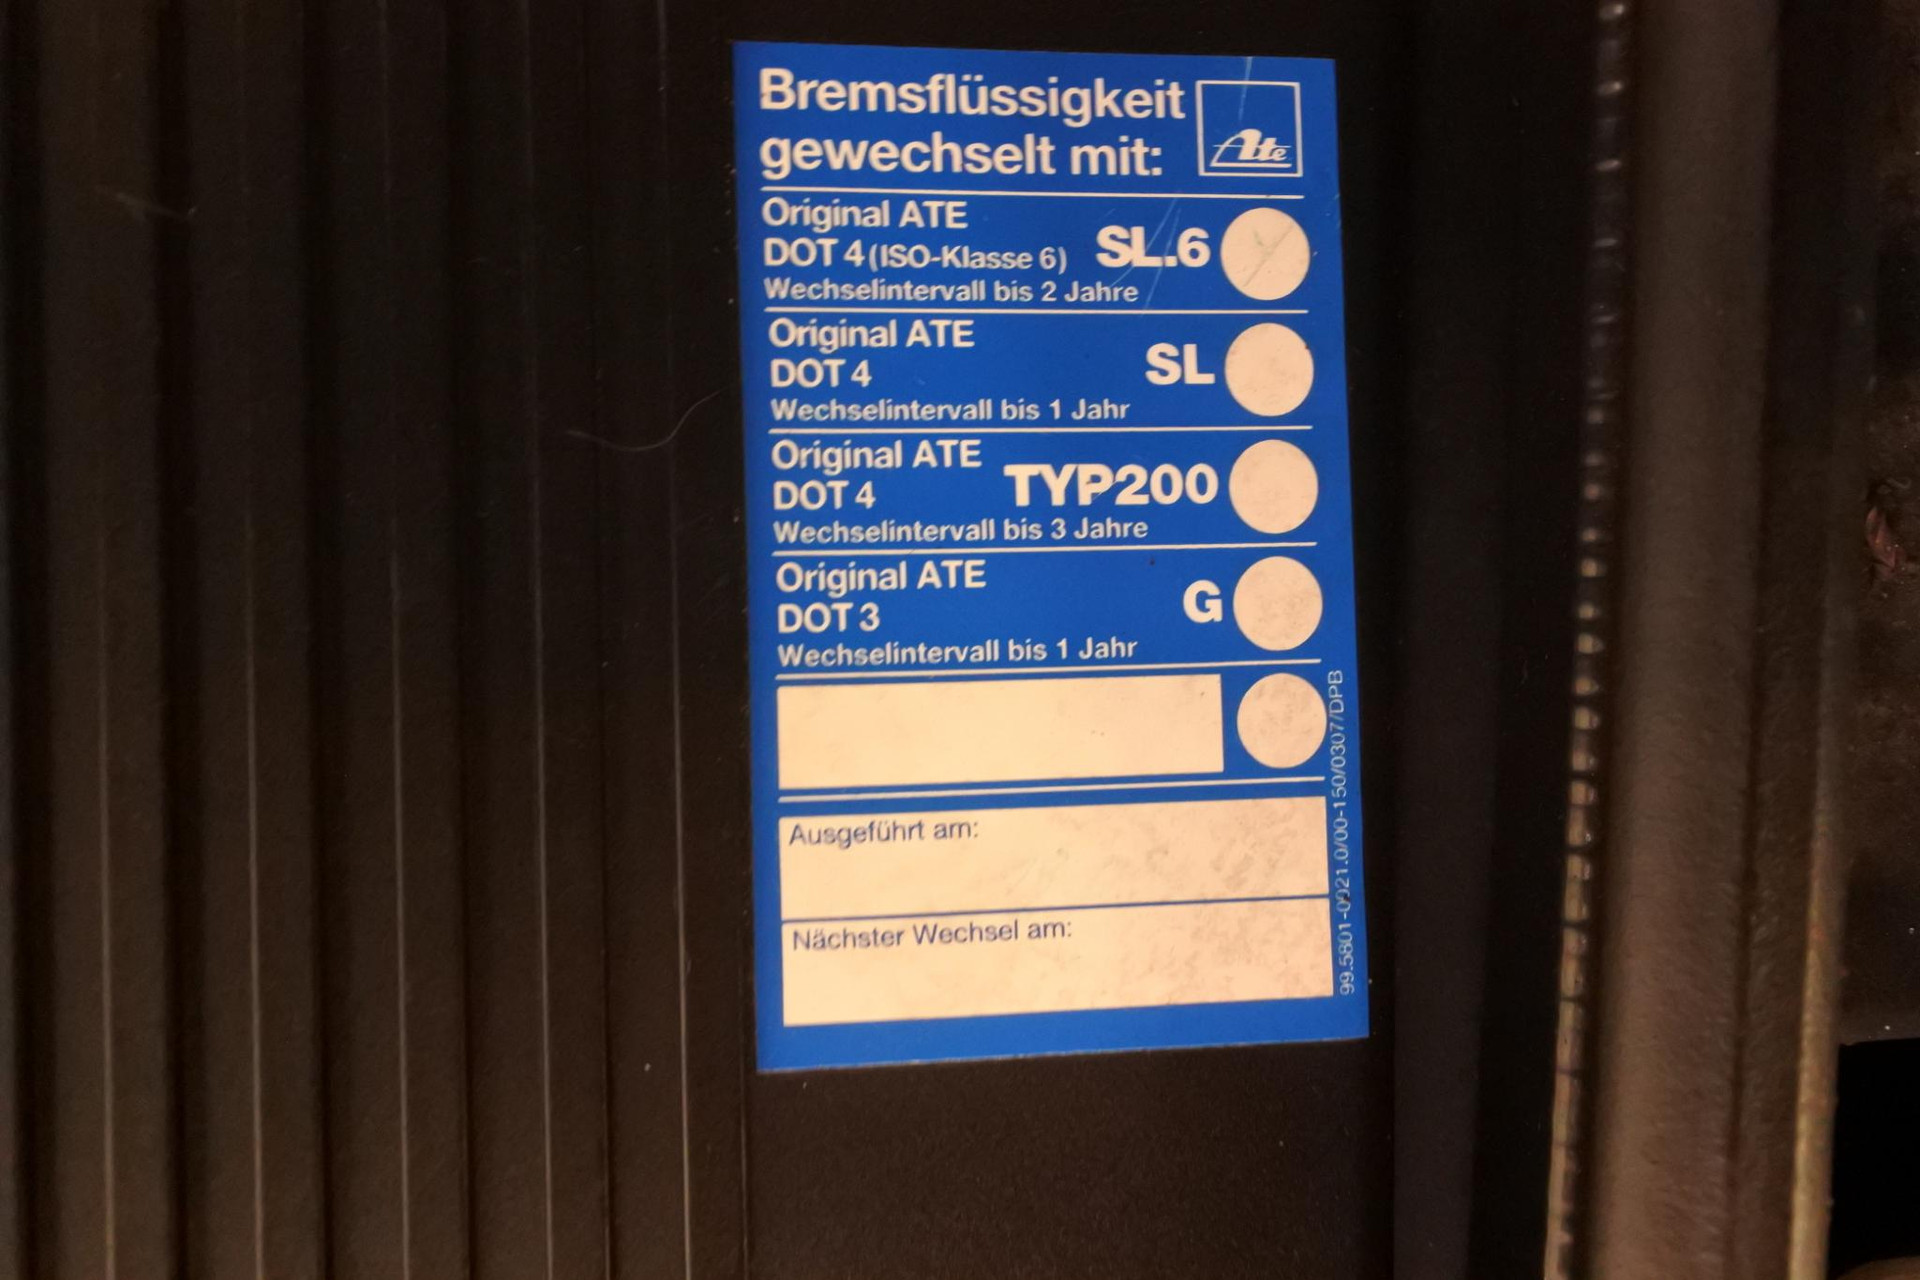 Bremsflüssigkeit
gewechselt mit:
Ate
Original ATE
DOT 4 (ISO-Klasse 6) SL.6
Wechselintervall bis 2 Jahre
Original ATE
DOT 4 SL
Wechselintervall bis 1 Jahr
Original ATE
DOT 4 TYP200
Wechselintervall bis 3 Jahre
Original ATE
DOT 3 G
Wechselintervall bis 1 Jahr
Ausgeführt am:
Nächster Wechsel am:
99.5801-0021.0/00-150/0307/DPB